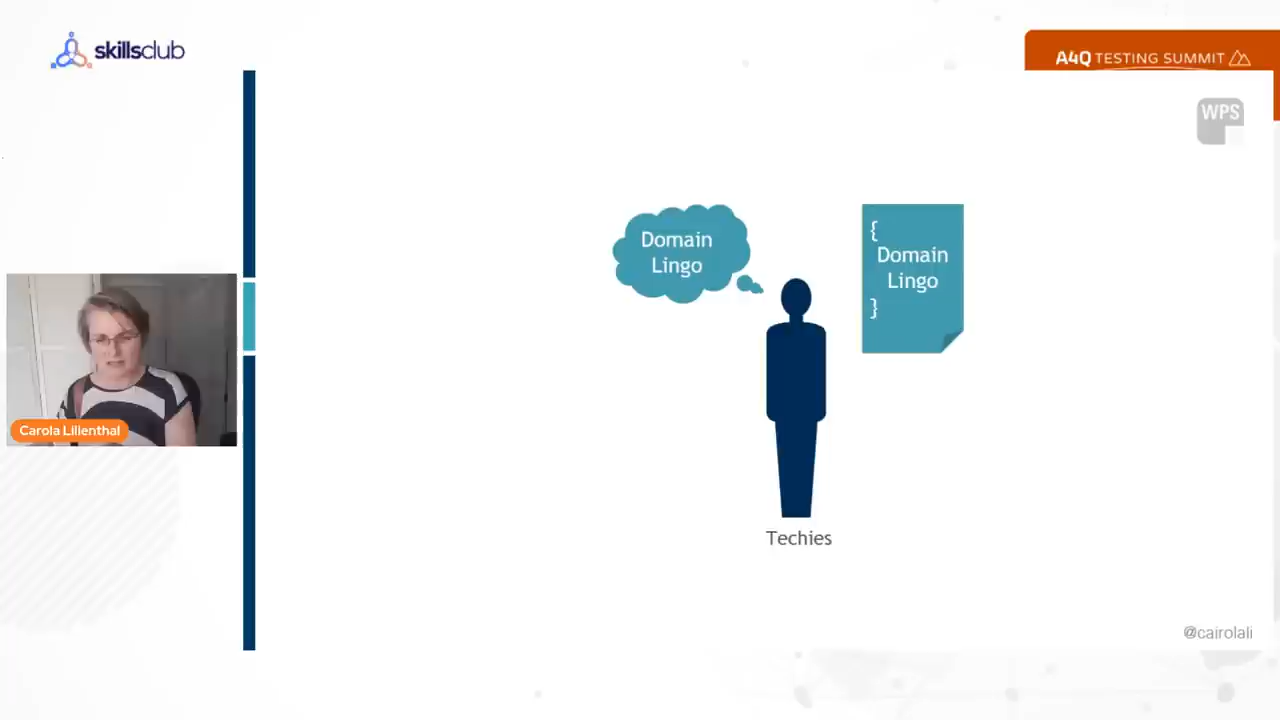 skillsclub
A4Q TESTING SUMMIT
WPS
Domain
Lingo
{
Domain
Lingo
}
Carola Lilienthal
Techies
@cairolali